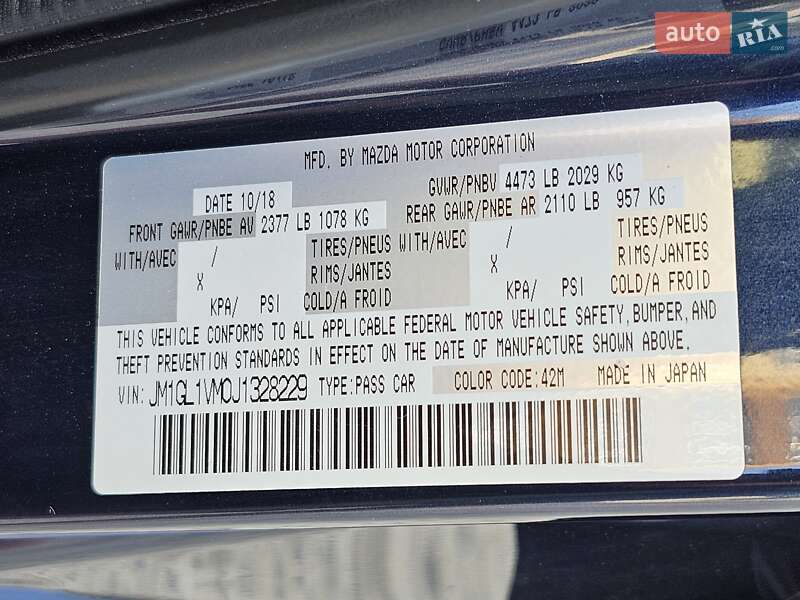 auto RIA .com
MFD. BY MAZDA MOTOR CORPORATION
DATE 10/18 GVWR/PNBV 4473 LB 2029 KG
FRONT GAWR/PNBE AV 2377 LB 1078 KG REAR GAWR/PNBE AR 2110 LB 957 KG
WITH/AVEC / TIRES/PNEUS WITH/AVEC / TIRES/PNEUS
X RIMS/JANTES X RIMS/JANTES
KPA/ PSI COLD/A FROID KPA/ PSI COLD/A FROID
THIS VEHICLE CONFORMS TO ALL APPLICABLE FEDERAL MOTOR VEHICLE SAFETY, BUMPER, AND
THEFT PREVENTION STANDARDS IN EFFECT ON THE DATE OF MANUFACTURE SHOWN ABOVE.
VIN: JM1GL1VM0J1328229 TYPE:PASS CAR COLOR CODE:42M MADE IN JAPAN